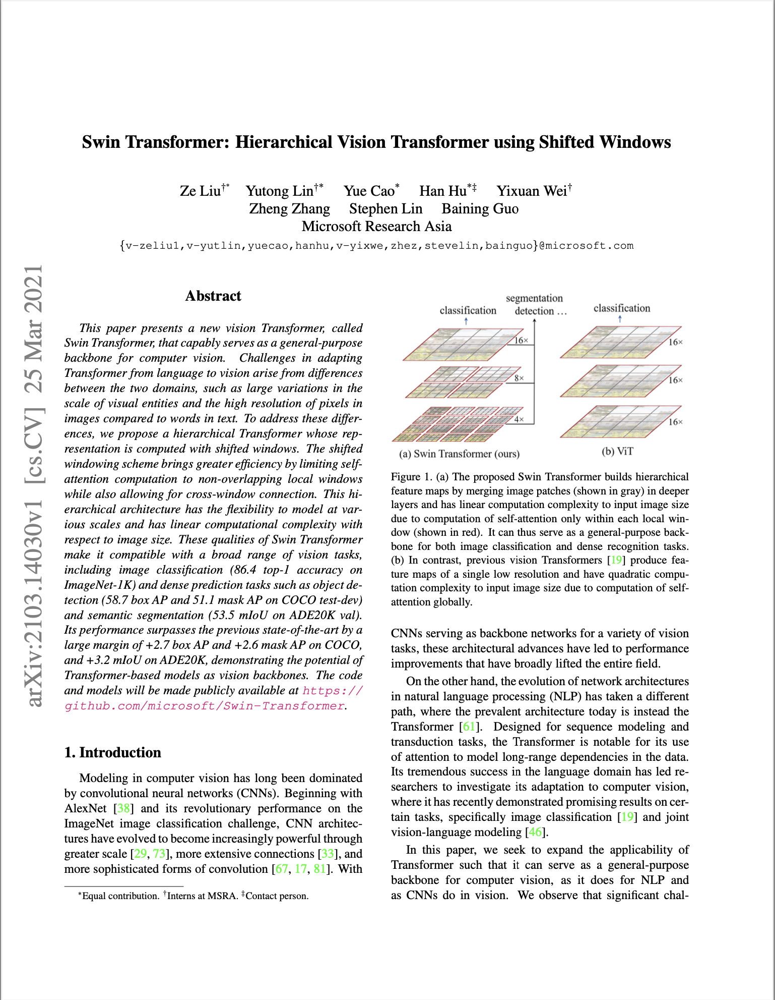 Swin Transformer: Hierarchical Vision Transformer using Shifted Windows
Ze Liu†* Yutong Lin†* Yue Cao* Han Hu*‡ Yixuan Wei†
Zheng Zhang Stephen Lin Baining Guo
Microsoft Research Asia
{v-zeliu1,v-yutlin,yuecao,hanhu,v-yixwe,zhez,stevelin,bainguo}@microsoft.com
arXiv:2103.14030v1 [cs.CV] 25 Mar 2021
Abstract
This paper presents a new vision Transformer, called
Swin Transformer, that capably serves as a general-purpose
backbone for computer vision. Challenges in adapting
Transformer from language to vision arise from differences
between the two domains, such as large variations in the
scale of visual entities and the high resolution of pixels in
images compared to words in text. To address these differ-
ences, we propose a hierarchical Transformer whose rep-
resentation is computed with shifted windows. The shifted
windowing scheme brings greater efficiency by limiting self-
attention computation to non-overlapping local windows
while also allowing for cross-window connection. This hi-
erarchical architecture has the flexibility to model at var-
ious scales and has linear computational complexity with
respect to image size. These qualities of Swin Transformer
make it compatible with a broad range of vision tasks,
including image classification (86.4 top-1 accuracy on
ImageNet-1K) and dense prediction tasks such as object de-
tection (58.7 box AP and 51.1 mask AP on COCO test-dev)
and semantic segmentation (53.5 mIoU on ADE20K val).
Its performance surpasses the previous state-of-the-art by a
large margin of +2.7 box AP and +2.6 mask AP on COCO,
and +3.2 mIoU on ADE20K, demonstrating the potential of
Transformer-based models as vision backbones. The code
and models will be made publicly available at https://
github.com/microsoft/Swin-Transformer.
1. Introduction
Modeling in computer vision has long been dominated
by convolutional neural networks (CNNs). Beginning with
AlexNet [38] and its revolutionary performance on the
ImageNet image classification challenge, CNN architec-
tures have evolved to become increasingly powerful through
greater scale [29, 73], more extensive connections [33], and
more sophisticated forms of convolution [67, 17, 81]. With
*Equal contribution. †Interns at MSRA. ‡Contact person.
segmentation
classification detection ... classification
16× 16×
8× 16×
4× 16×
(a) Swin Transformer (ours) (b) ViT
Figure 1. (a) The proposed Swin Transformer builds hierarchical
feature maps by merging image patches (shown in gray) in deeper
layers and has linear computation complexity to input image size
due to computation of self-attention only within each local win-
dow (shown in red). It can thus serve as a general-purpose back-
bone for both image classification and dense recognition tasks.
(b) In contrast, previous vision Transformers [19] produce fea-
ture maps of a single low resolution and have quadratic compu-
tation complexity to input image size due to computation of self-
attention globally.
CNNs serving as backbone networks for a variety of vision
tasks, these architectural advances have led to performance
improvements that have broadly lifted the entire field.
On the other hand, the evolution of network architectures
in natural language processing (NLP) has taken a different
path, where the prevalent architecture today is instead the
Transformer [61]. Designed for sequence modeling and
transduction tasks, the Transformer is notable for its use
of attention to model long-range dependencies in the data.
Its tremendous success in the language domain has led re-
searchers to investigate its adaptation to computer vision,
where it has recently demonstrated promising results on cer-
tain tasks, specifically image classification [19] and joint
vision-language modeling [46].
In this paper, we seek to expand the applicability of
Transformer such that it can serve as a general-purpose
backbone for computer vision, as it does for NLP and
as CNNs do in vision. We observe that significant chal-